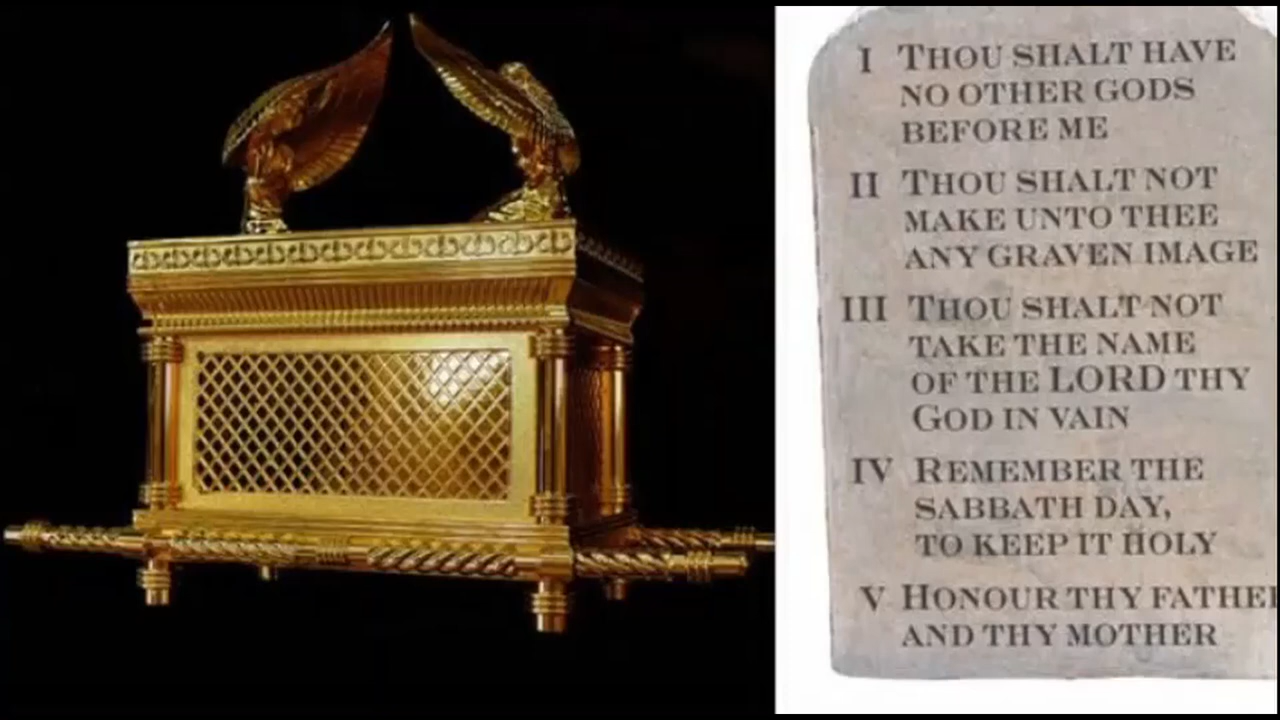 I THOU SHALT HAVE
NO OTHER GODS
BEFORE ME
II THOU SHALT NOT
MAKE UNTO THEE
ANY GRAVEN IMAGE
III THOU SHALT NOT
TAKE THE NAME
OF THE LORD THY
GOD IN VAIN
IV REMEMBER THE
SABBATH DAY,
TO KEEP IT HOLY
V HONOUR THY FATHE
AND THY MOTHER